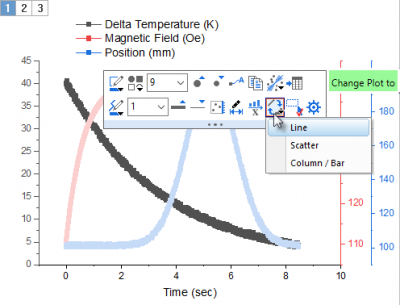 1 2 3
Delta Temperature (K)
Magnetic Field (Oe)
Position (mm)
45
40
35
30
25
20
15
10
5
0
9
1
Change Plot to
Line
Scatter
Column / Bar
180
160
140
120
100
120
110
0 2 4 6 8 10
Time (sec)